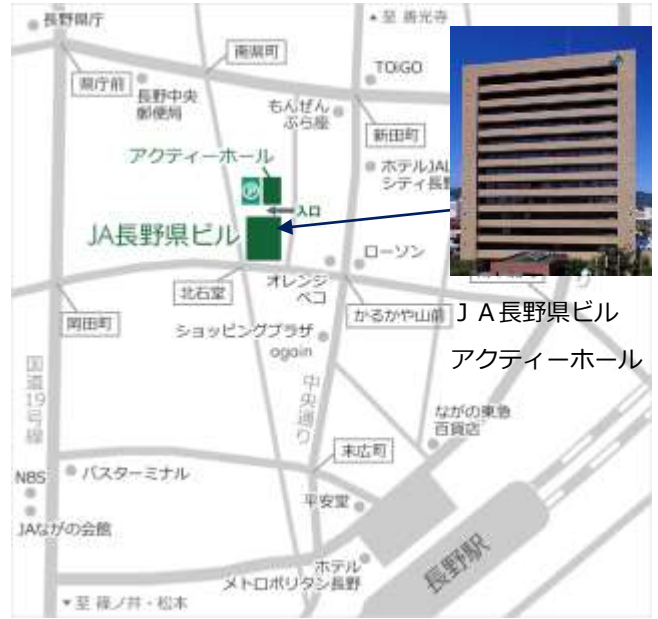 長野県庁
▲至 善光寺
南県町
TOiGO
県庁前
長野中央
郵便局
もんぜん
ぷら座
新田町
アクティーホール
ホテルJAL
シティ長野
P
入口
JA長野県ビル
ローソン
オレンジ
ペコ
北石堂
かるかや山前
JA長野県ビル
アクティーホール
岡田町
ショッピングプラザ
again
国道19号線
中央通り
ながの東急
百貨店
末広町
NBS
バスターミナル
平安堂
JAながの会館
ホテル
メトロポリタン長野
長野駅
▼至 篠ノ井・松本